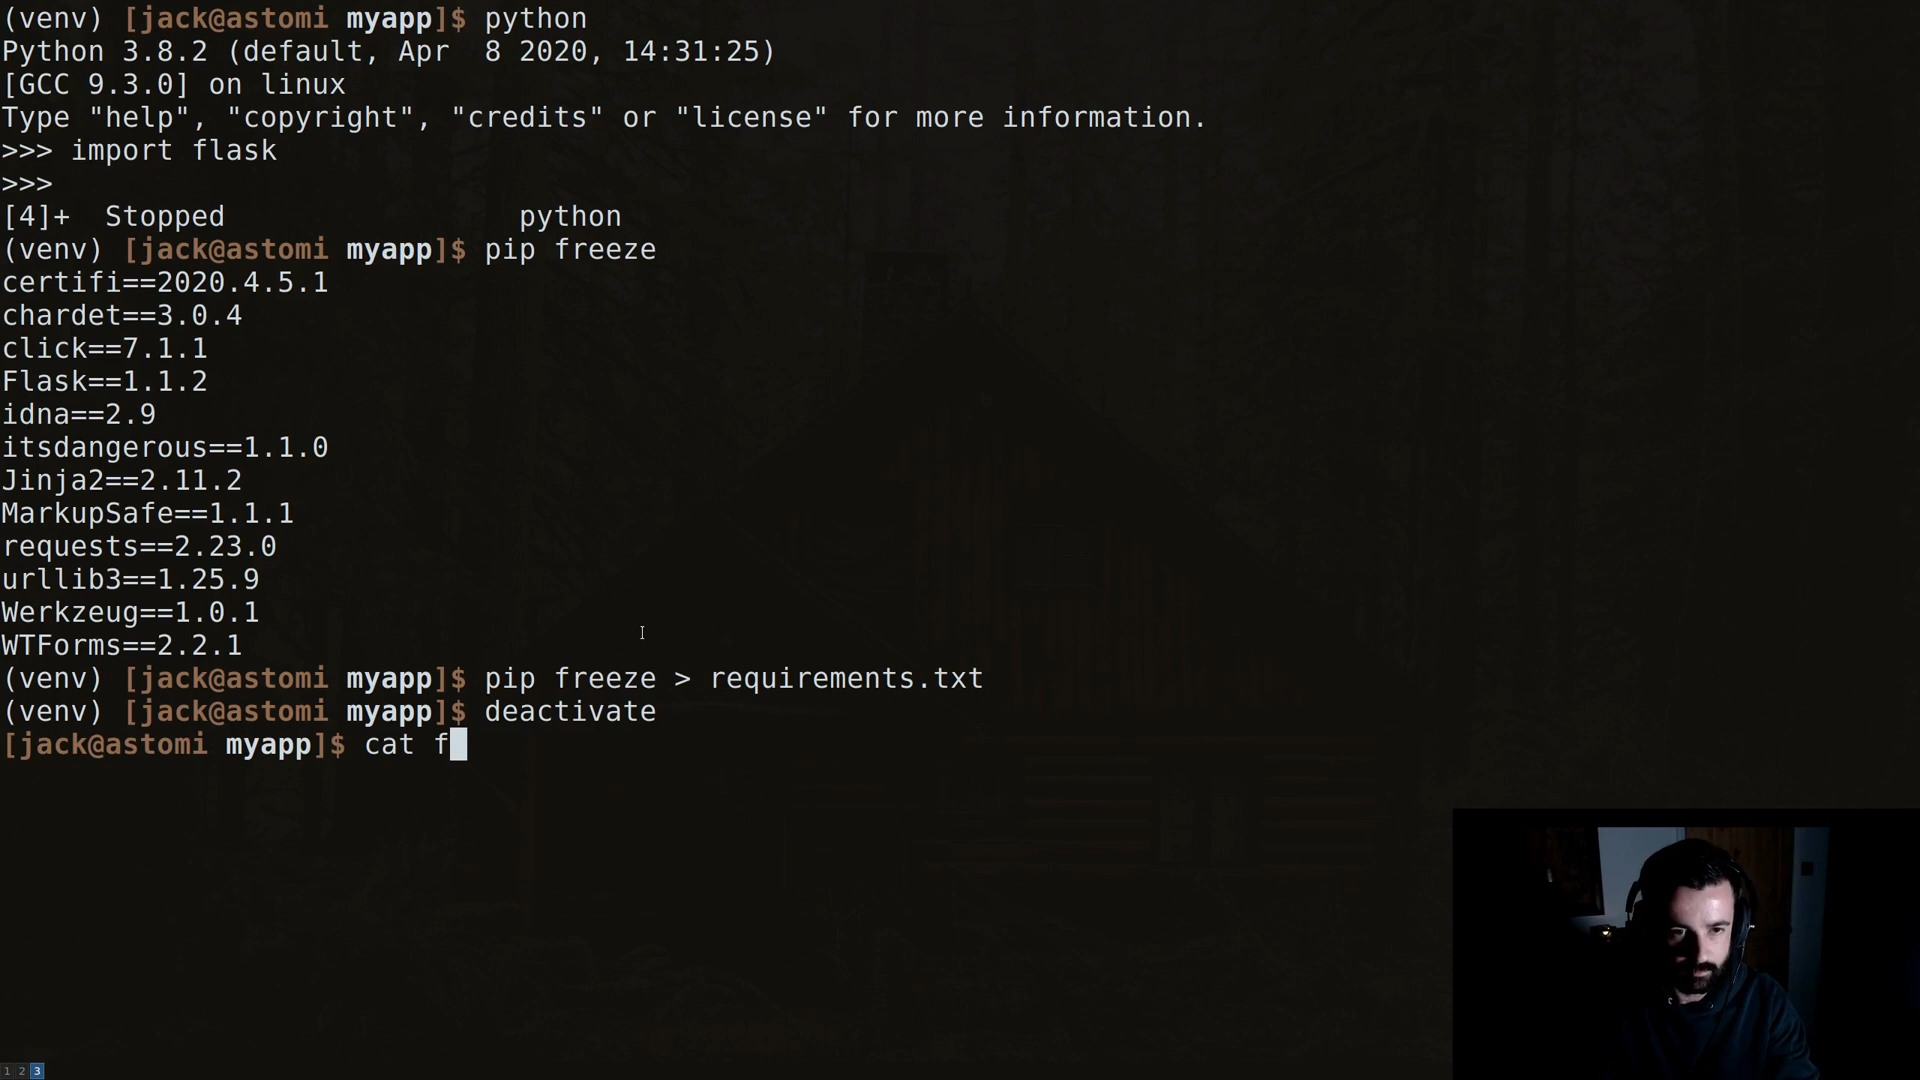 (venv) [jack@astomi myapp]$ python
Python 3.8.2 (default, Apr  8 2020, 14:31:25)
[GCC 9.3.0] on linux
Type "help", "copyright", "credits" or "license" for more information.
>>> import flask
>>>
[4]+  Stopped                 python
(venv) [jack@astomi myapp]$ pip freeze
certifi==2020.4.5.1
chardet==3.0.4
click==7.1.1
Flask==1.1.2
idna==2.9
itsdangerous==1.1.0
Jinja2==2.11.2
MarkupSafe==1.1.1
requests==2.23.0
urllib3==1.25.9
Werkzeug==1.0.1
WTForms==2.2.1
(venv) [jack@astomi myapp]$ pip freeze > requirements.txt
(venv) [jack@astomi myapp]$ deactivate
[jack@astomi myapp]$ cat f
1 2 3